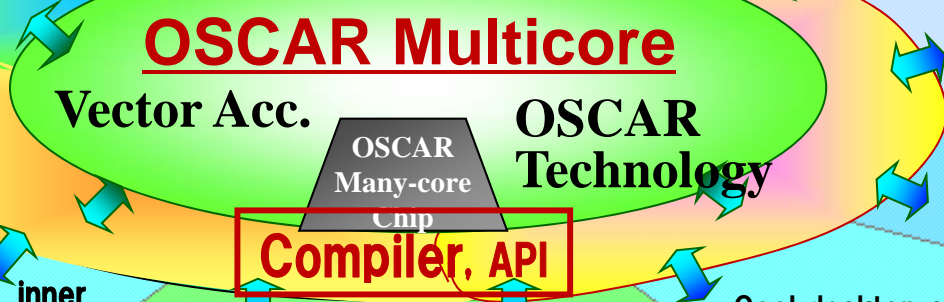 OSCAR Multicore
Vector Acc.
OSCAR
Technology
OSCAR
Many-core
Chip
Compiler, API
inner